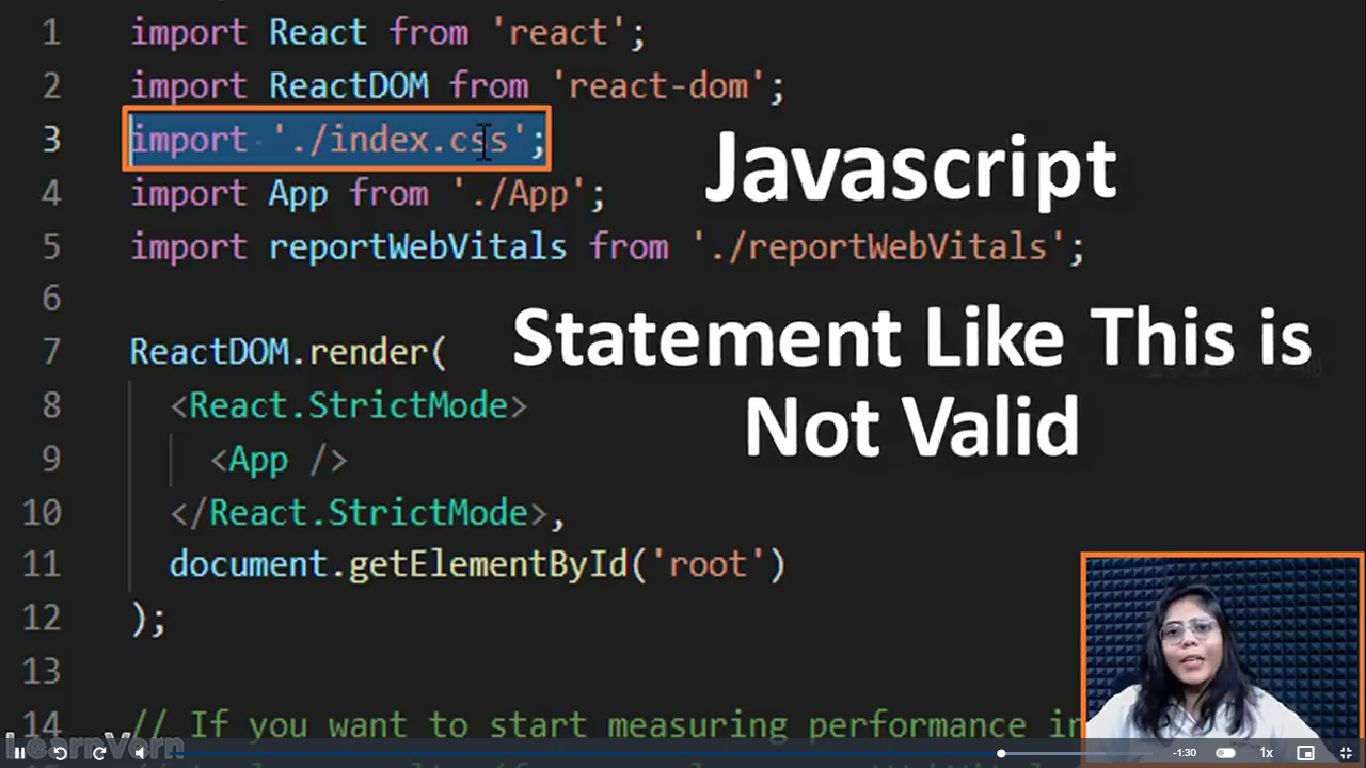 1 import React from 'react';
2 import ReactDOM from 'react-dom';
3 import './index.css';
4 import App from './App';
5 import reportWebVitals from './reportWebVitals';
6
7 ReactDOM.render(
8 <React.StrictMode>
9 <App />
10 </React.StrictMode>,
11 document.getElementById('root')
12 );
13
14 // If you want to start measuring performance in
Javascript
Statement Like This is
Not Valid
LearnVern
-1:30 1x